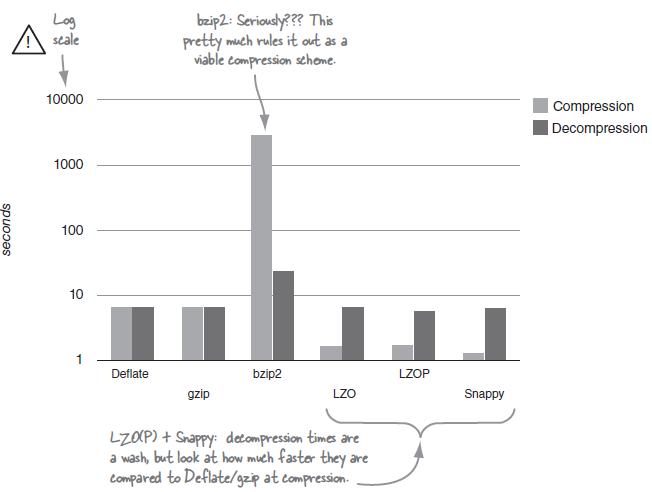 Log
scale
bzip2: Seriously??? This
pretty much rules it out as a
viable compression scheme.
!
10000
1000
100
10
1
seconds
Compression
Decompression
Deflate
gzip
bzip2
LZO
LZOP
Snappy
LZO(P) + Snappy: decompression times are
a wash, but look at how much faster they are
compared to Deflate/gzip at compression.